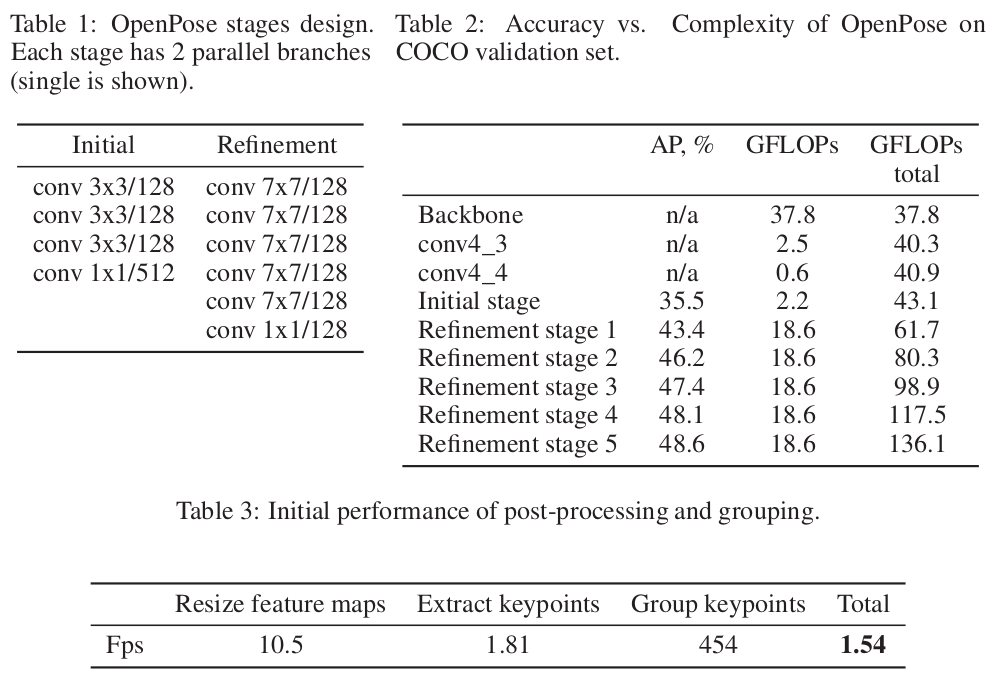 Table 1: OpenPose stages design.
Each stage has 2 parallel branches
(single is shown).
Initial Refinement
conv 3x3/128 conv 7x7/128
conv 3x3/128 conv 7x7/128
conv 3x3/128 conv 7x7/128
conv 1x1/512 conv 7x7/128
conv 7x7/128
conv 1x1/128
Table 2: Accuracy vs. Complexity of OpenPose on
COCO validation set.
AP, % GFLOPs GFLOPs
total
Backbone n/a 37.8 37.8
conv4_3 n/a 2.5 40.3
conv4_4 n/a 0.6 40.9
Initial stage 35.5 2.2 43.1
Refinement stage 1 43.4 18.6 61.7
Refinement stage 2 46.2 18.6 80.3
Refinement stage 3 47.4 18.6 98.9
Refinement stage 4 48.1 18.6 117.5
Refinement stage 5 48.6 18.6 136.1
Table 3: Initial performance of post-processing and grouping.
Resize feature maps Extract keypoints Group keypoints Total
Fps 10.5 1.81 454 1.54